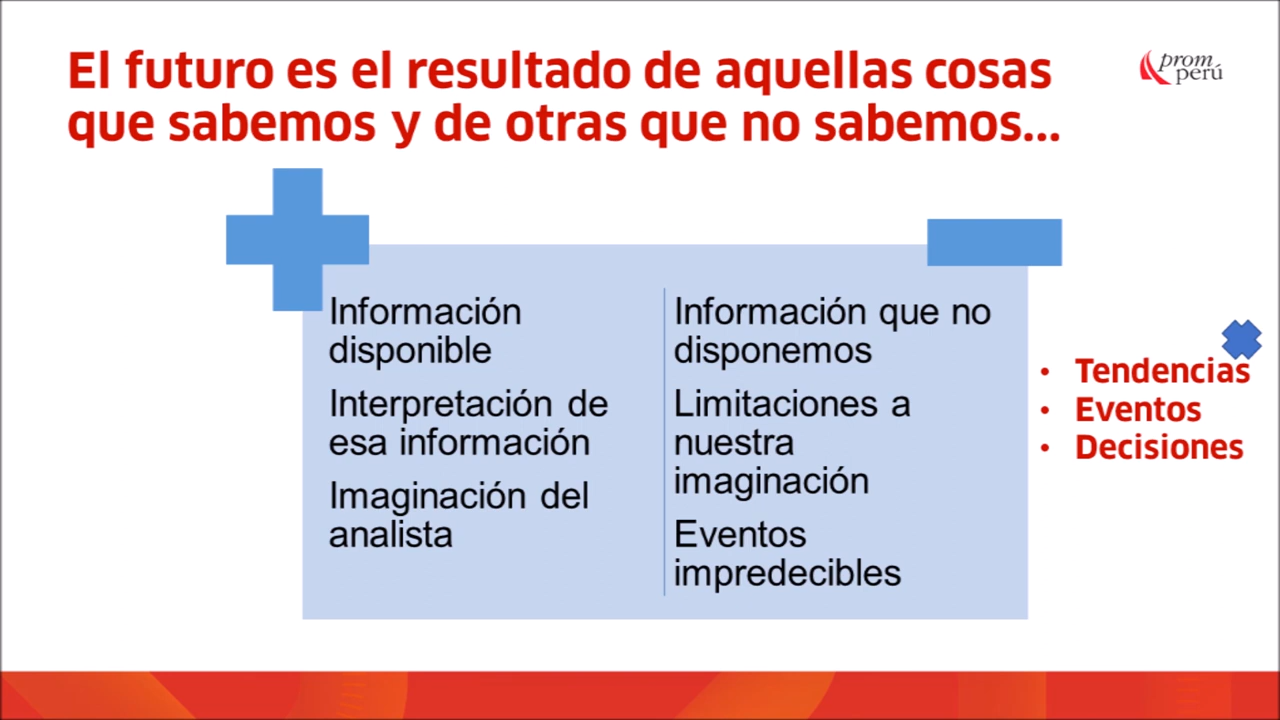 El futuro es el resultado de aquellas cosas
que sabemos y de otras que no sabemos...
prom
perú
Información
disponible
Interpretación de
esa información
Imaginación del
analista
Información que no
disponemos
Limitaciones a
nuestra
imaginación
Eventos
impredecibles
• Tendencias
• Eventos
• Decisiones